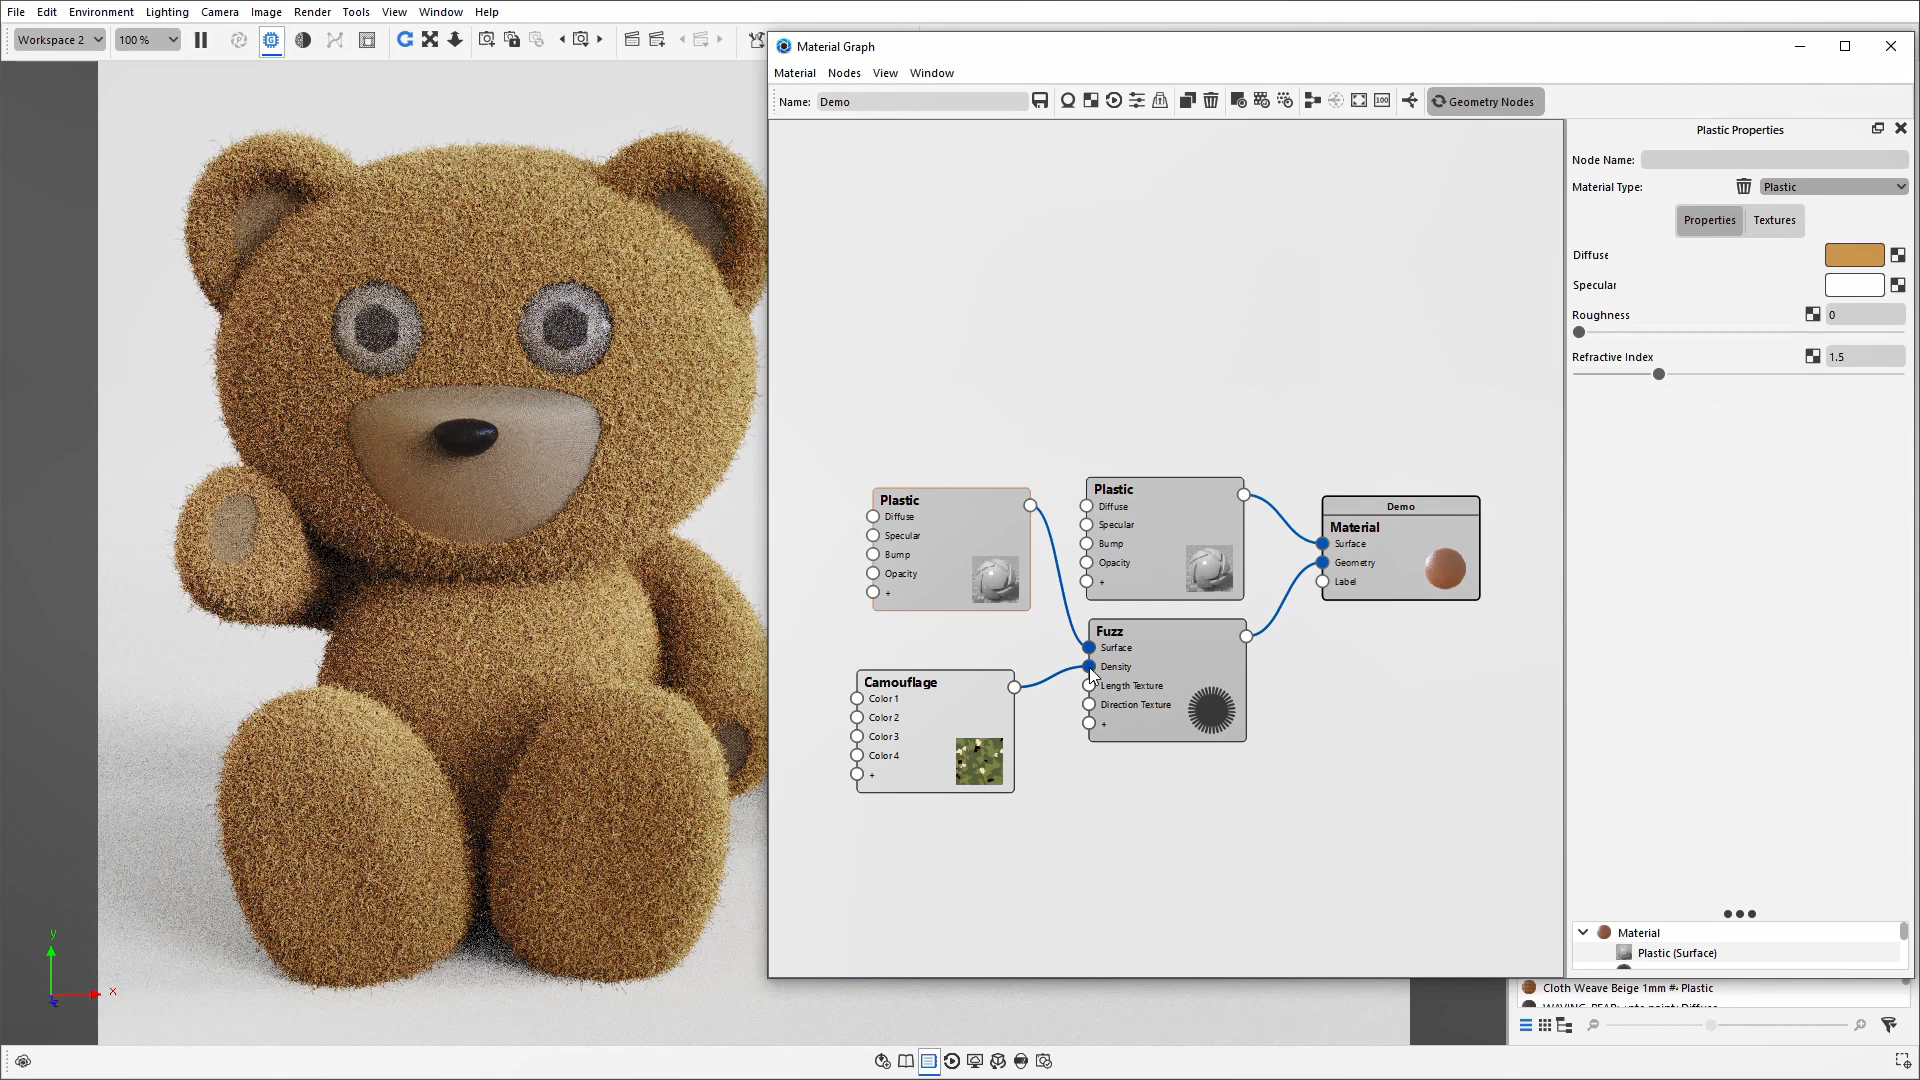 File Edit Environment Lighting Camera Image Render Tools View Window Help
Workspace 2 100 %
Material Graph
Material Nodes View Window
Name: Demo 100 Geometry Nodes
Plastic Properties
Node Name:
Material Type: Plastic
Properties Textures
Diffuse
Specular
Roughness 0
Refractive Index 1.5
Plastic
Diffuse
Specular
Bump
Opacity
+
Plastic
Diffuse
Specular
Bump
Opacity
+
Demo
Material
Surface
Geometry
Label
Fuzz
Surface
Density
Length Texture
Direction Texture
+
Camouflage
Color 1
Color 2
Color 3
Color 4
+
Material
Plastic (Surface)
Cloth Weave Beige 1mm #‹ Plastic
y
x
z